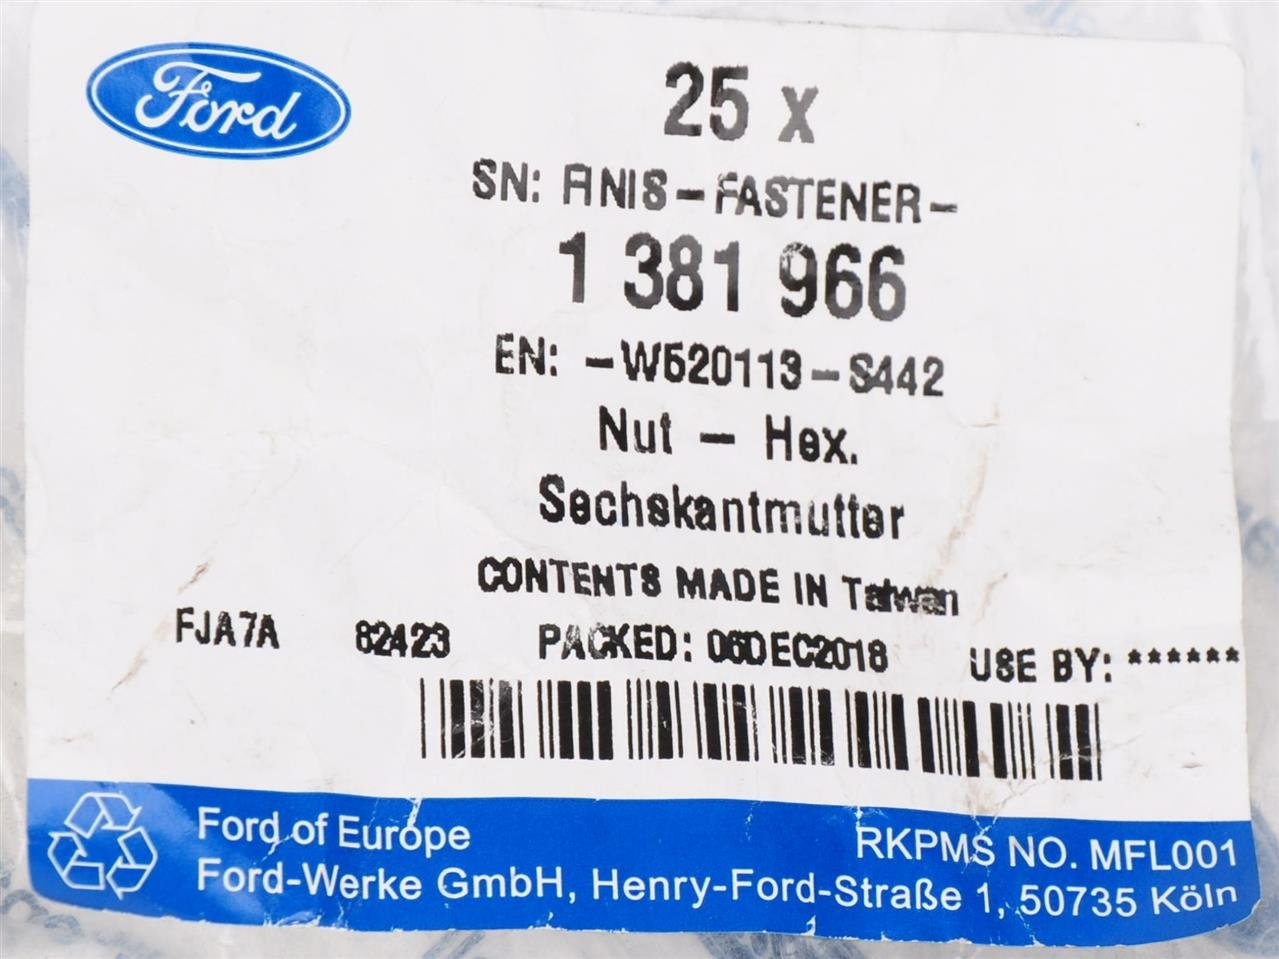 Ford
25 x
SN: FINIS-FASTENER-
1 381 966
EN: -W520113-S442
Nut - Hex.
Sechskantmutter
CONTENTS MADE IN Taiwan
FJA7A 82423 PACKED: 06DEC2018 USE BY: ******
Ford of Europe RKPMS NO. MFL001
Ford-Werke GmbH, Henry-Ford-Straße 1, 50735 Köln